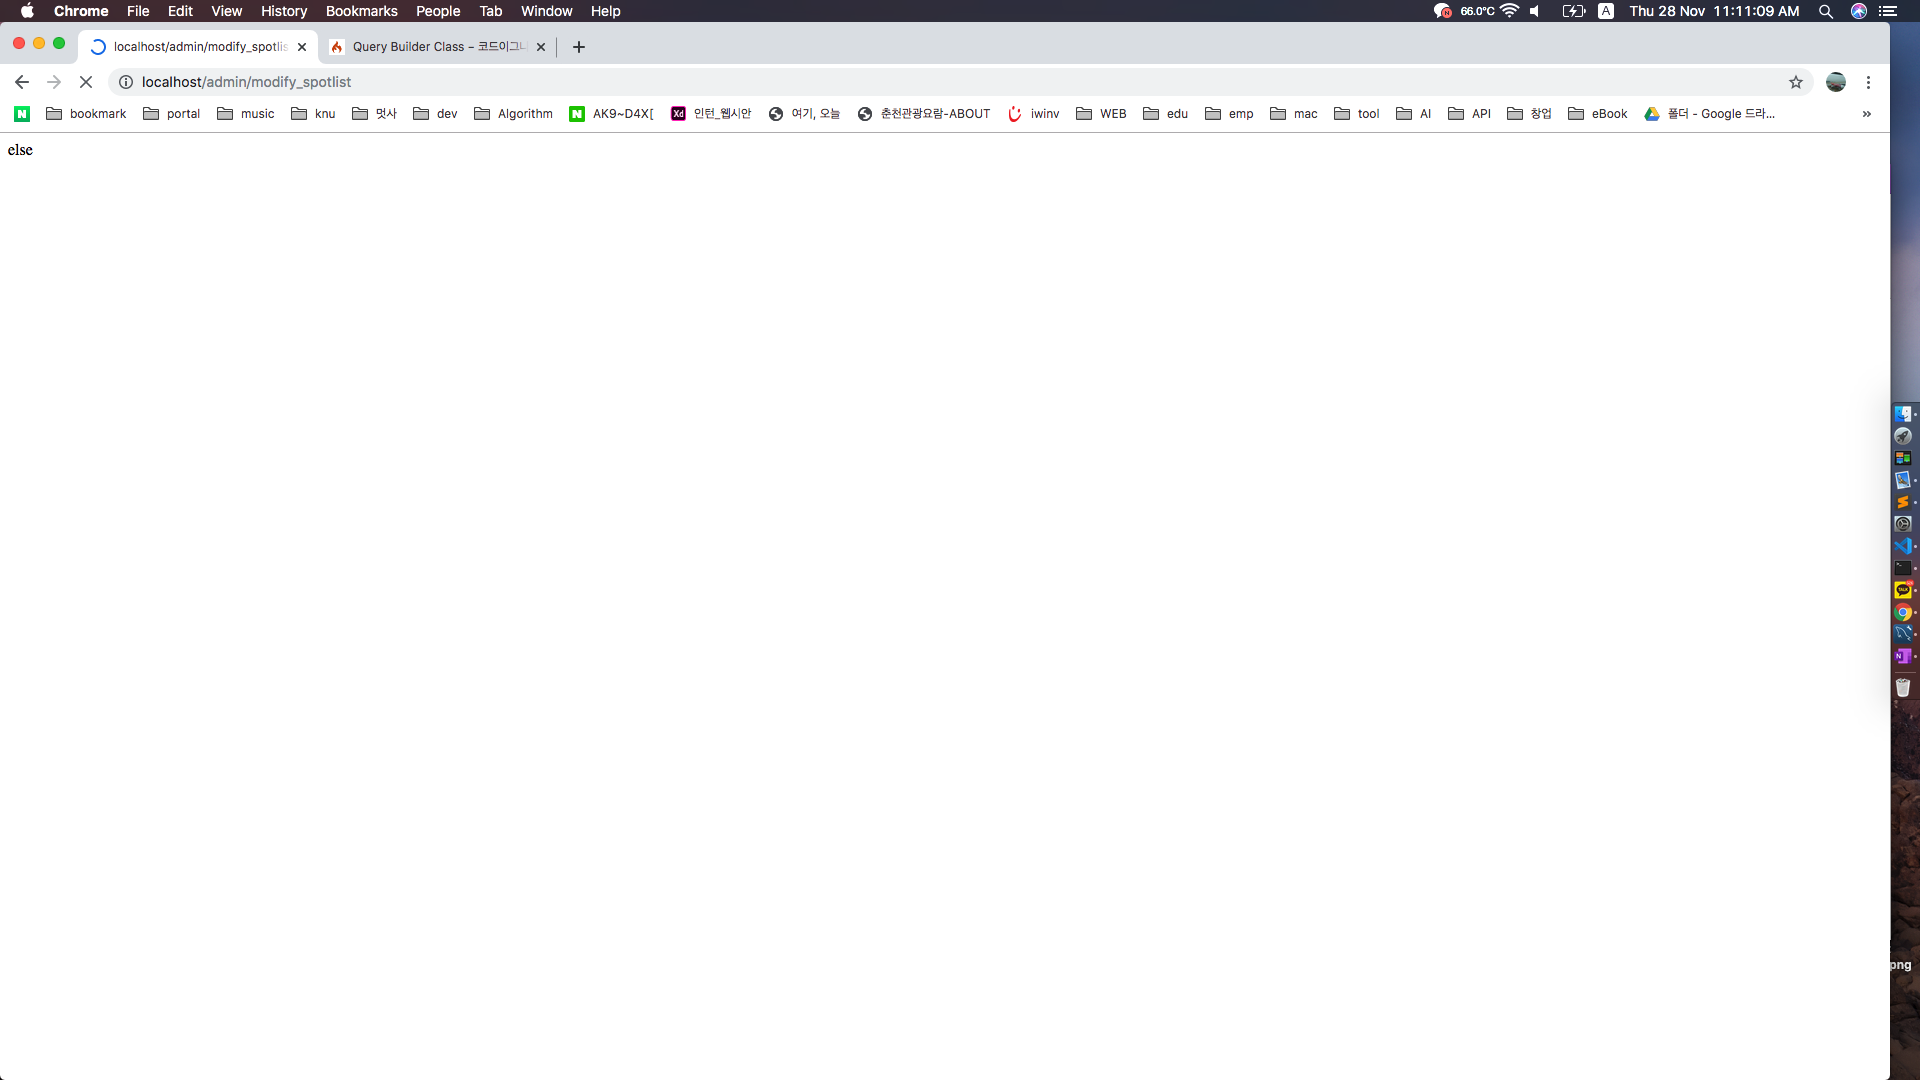 Chrome File Edit View History Bookmarks People Tab Window Help 66.0°C A Thu 28 Nov 11:11:09 AM
localhost/admin/modify_spotlis Query Builder Class – 코드이그니
localhost/admin/modify_spotlist
bookmark portal music knu 멋사 dev Algorithm AK9~D4X[ 인턴_웹시안 여기, 오늘 춘천관광요람-ABOUT iwinv WEB edu emp mac tool AI API 창업 eBook 폴더 - Google 드라... »
else
png